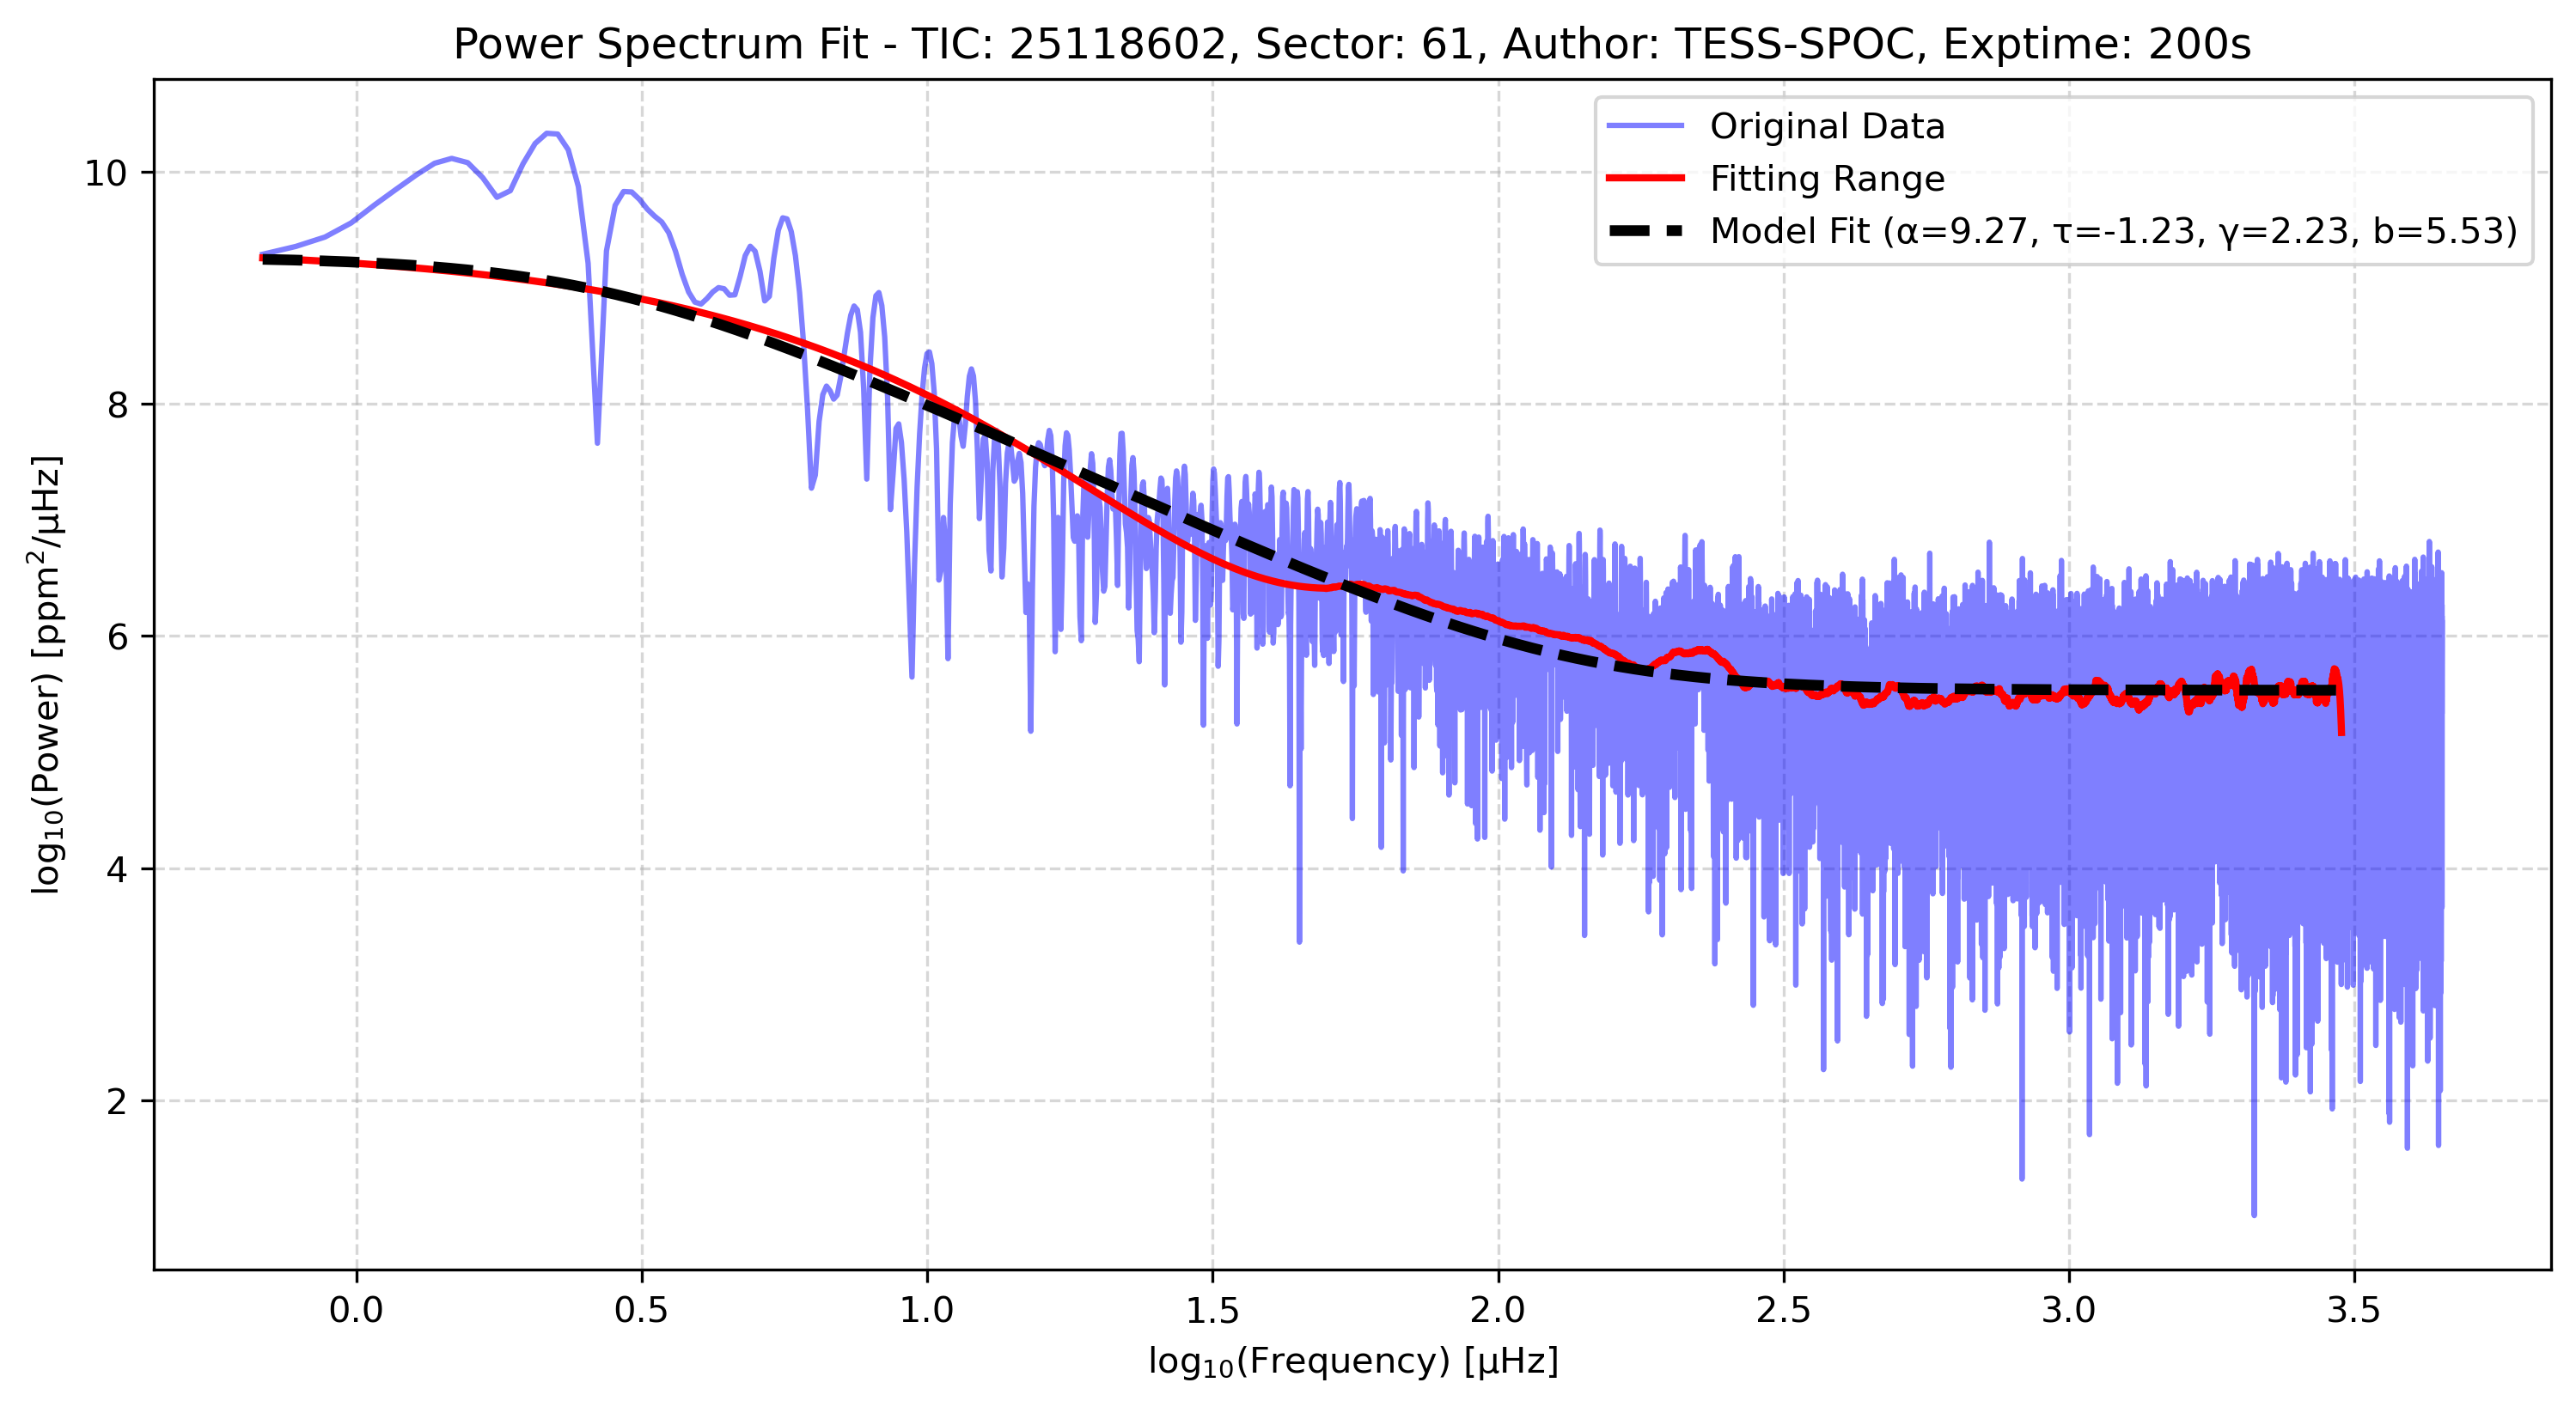 Power Spectrum Fit - TIC: 25118602, Sector: 61, Author: TESS-SPOC, Exptime: 200s
Original Data
Fitting Range
Model Fit (α=9.27, τ=-1.23, γ=2.23, b=5.53)
log₁₀(Power) [ppm²/μHz]
10
8
6
4
2
0.0 0.5 1.0 1.5 2.0 2.5 3.0 3.5
log₁₀(Frequency) [μHz]